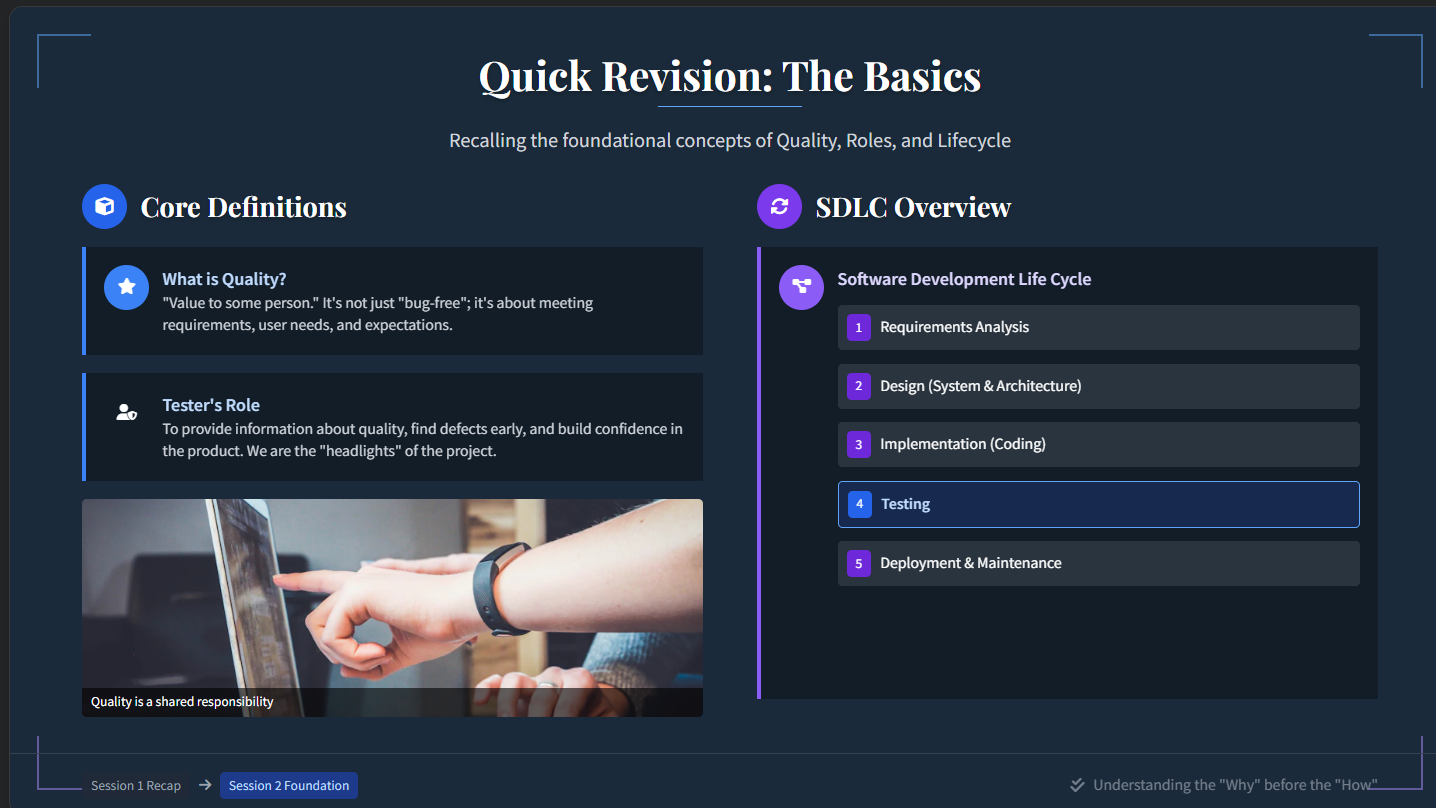 Quick Revision: The Basics
Recalling the foundational concepts of Quality, Roles, and Lifecycle
Core Definitions
What is Quality?
"Value to some person." It's not just "bug-free"; it's about meeting
requirements, user needs, and expectations.
Tester's Role
To provide information about quality, find defects early, and build confidence in
the product. We are the "headlights" of the project.
Quality is a shared responsibility
SDLC Overview
Software Development Life Cycle
1 Requirements Analysis
2 Design (System & Architecture)
3 Implementation (Coding)
4 Testing
5 Deployment & Maintenance
Session 1 Recap → Session 2 Foundation
Understanding the "Why" before the "How"